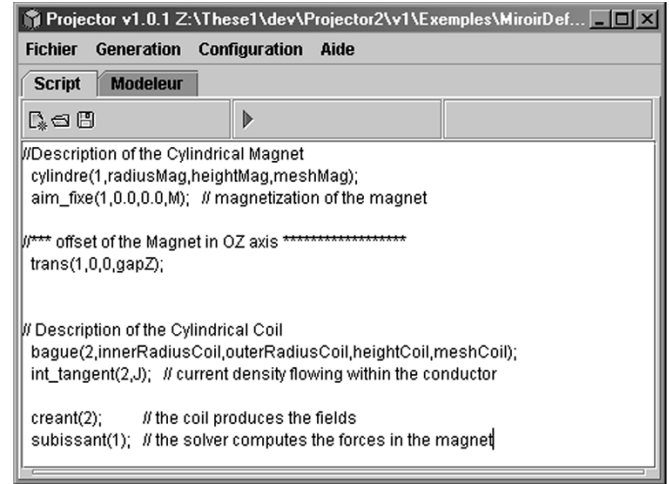 Projector v1.0.1 Z:\These1\dev\Projector2\v1\Exemples\MiroirDef...
Fichier Generation Configuration Aide
Script Modeleur
//Description of the Cylindrical Magnet
cylindre(1,radiusMag,heightMag,meshMag);
aim_fixe(1,0.0,0.0,M); // magnetization of the magnet
//*** offset of the Magnet in OZ axis ******************
trans(1,0,0,gapZ);
// Description of the Cylindrical Coil
bague(2,innerRadiusCoil,outerRadiusCoil,heightCoil,meshCoil);
int_tangent(2,J); // current density flowing within the conductor
creant(2); // the coil produces the fields
subissant(1); // the solver computes the forces in the magnet